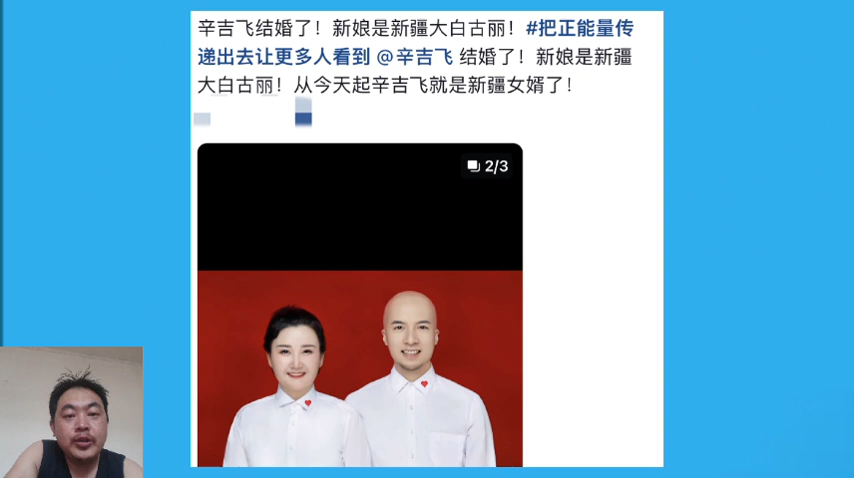 辛吉飞结婚了！新娘是新疆大白古丽！#把正能量传
递出去让更多人看到 @辛吉飞 结婚了！新娘是新疆
大白古丽！从今天起辛吉飞就是新疆女婿了！
2/3